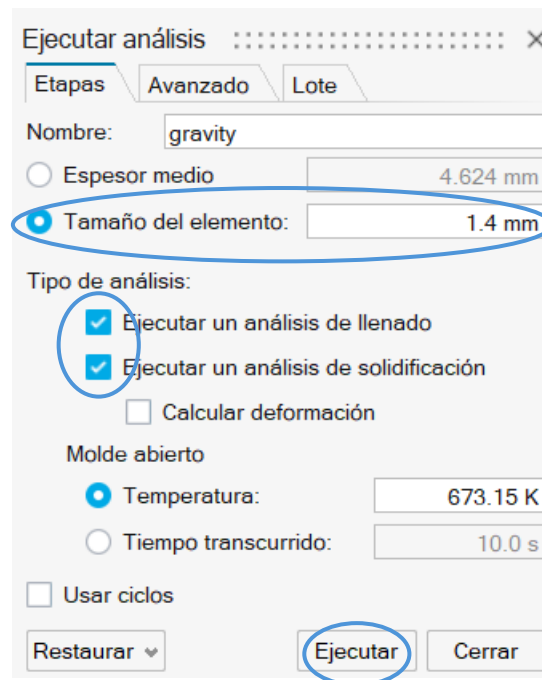 Ejecutar análisis
Etapas Avanzado Lote
Nombre: gravity
Espesor medio 4.624 mm
Tamaño del elemento: 1.4 mm
Tipo de análisis:
Ejecutar un análisis de llenado
Ejecutar un análisis de solidificación
Calcular deformación
Molde abierto
Temperatura: 673.15 K
Tiempo transcurrido: 10.0 s
Usar ciclos
Restaurar Ejecutar Cerrar